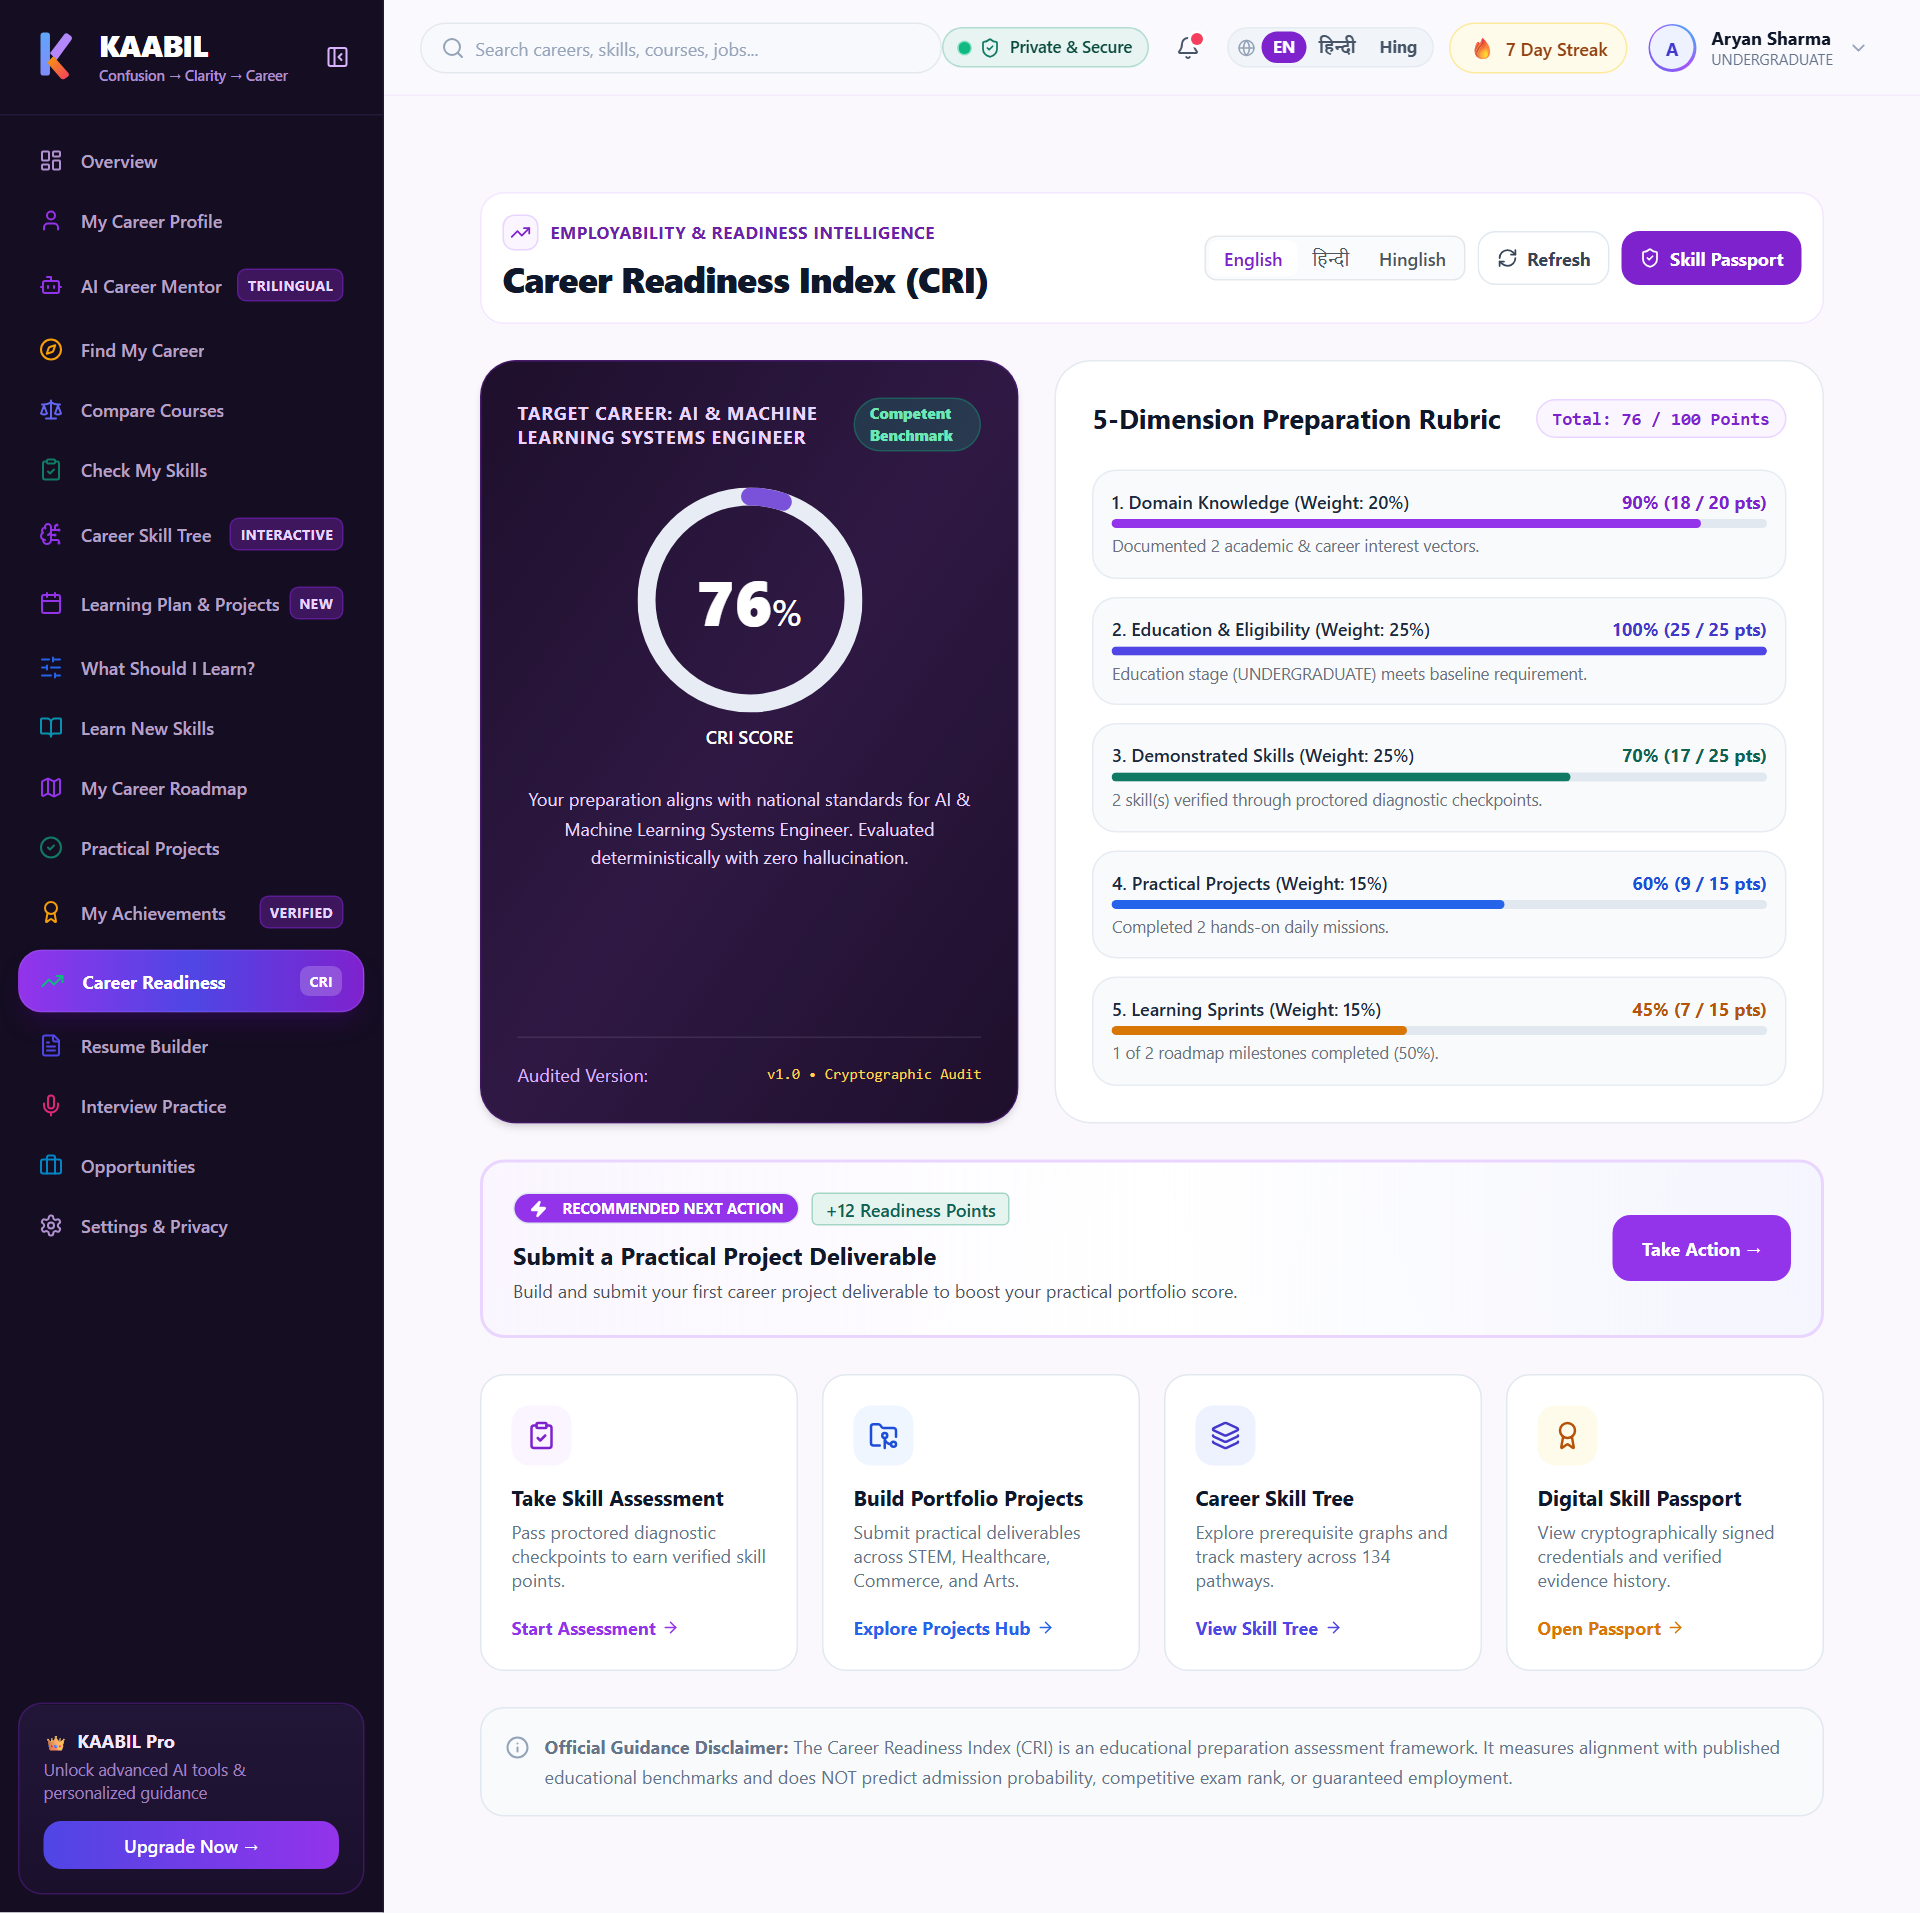 KAABIL
Confusion → Clarity → Career
Overview
My Career Profile
AI Career Mentor
TRILINGUAL
Find My Career
Compare Courses
Check My Skills
Career Skill Tree
INTERACTIVE
Learning Plan & Projects
NEW
What Should I Learn?
Learn New Skills
My Career Roadmap
Practical Projects
My Achievements
VERIFIED
Career Readiness
CRI
Resume Builder
Interview Practice
Opportunities
Settings & Privacy
KAABIL Pro
Unlock advanced AI tools &
personalized guidance
Upgrade Now →
Search careers, skills, courses, jobs...
Private & Secure
EN
हिन्दी
Hing
7 Day Streak
A
Aryan Sharma
UNDERGRADUATE
EMPLOYABILITY & READINESS INTELLIGENCE
Career Readiness Index (CRI)
English
हिन्दी
Hinglish
Refresh
Skill Passport
TARGET CAREER: AI & MACHINE
LEARNING SYSTEMS ENGINEER
Competent
Benchmark
76%
CRI SCORE
Your preparation aligns with national standards for AI &
Machine Learning Systems Engineer. Evaluated
deterministically with zero hallucination.
Audited Version:
v1.0 • Cryptographic Audit
5-Dimension Preparation Rubric
Total: 76 / 100 Points
1. Domain Knowledge (Weight: 20%)
90% (18 / 20 pts)
Documented 2 academic & career interest vectors.
2. Education & Eligibility (Weight: 25%)
100% (25 / 25 pts)
Education stage (UNDERGRADUATE) meets baseline requirement.
3. Demonstrated Skills (Weight: 25%)
70% (17 / 25 pts)
2 skill(s) verified through proctored diagnostic checkpoints.
4. Practical Projects (Weight: 15%)
60% (9 / 15 pts)
Completed 2 hands-on daily missions.
5. Learning Sprints (Weight: 15%)
45% (7 / 15 pts)
1 of 2 roadmap milestones completed (50%).
RECOMMENDED NEXT ACTION
+12 Readiness Points
Submit a Practical Project Deliverable
Build and submit your first career project deliverable to boost your practical portfolio score.
Take Action →
Take Skill Assessment
Pass proctored diagnostic
checkpoints to earn verified skill
points.
Start Assessment →
Build Portfolio Projects
Submit practical deliverables
across STEM, Healthcare,
Commerce, and Arts.
Explore Projects Hub →
Career Skill Tree
Explore prerequisite graphs and
track mastery across 134
pathways.
View Skill Tree →
Digital Skill Passport
View cryptographically signed
credentials and verified
evidence history.
Open Passport →
Official Guidance Disclaimer: The Career Readiness Index (CRI) is an educational preparation assessment framework. It measures alignment with published
educational benchmarks and does NOT predict admission probability, competitive exam rank, or guaranteed employment.